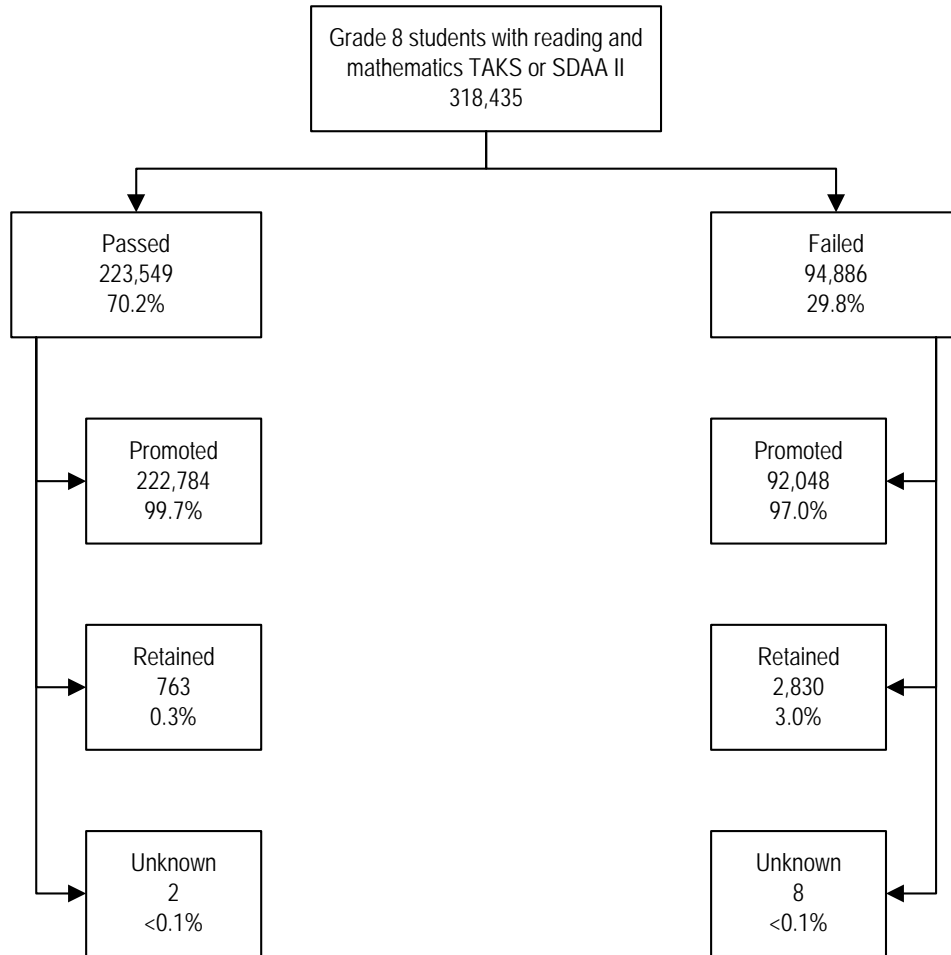 Grade 8 students with reading and
mathematics TAKS or SDAA II
318,435
Passed
223,549
70.2%
Failed
94,886
29.8%
Promoted
222,784
99.7%
Promoted
92,048
97.0%
Retained
763
0.3%
Retained
2,830
3.0%
Unknown
2
<0.1%
Unknown
8
<0.1%